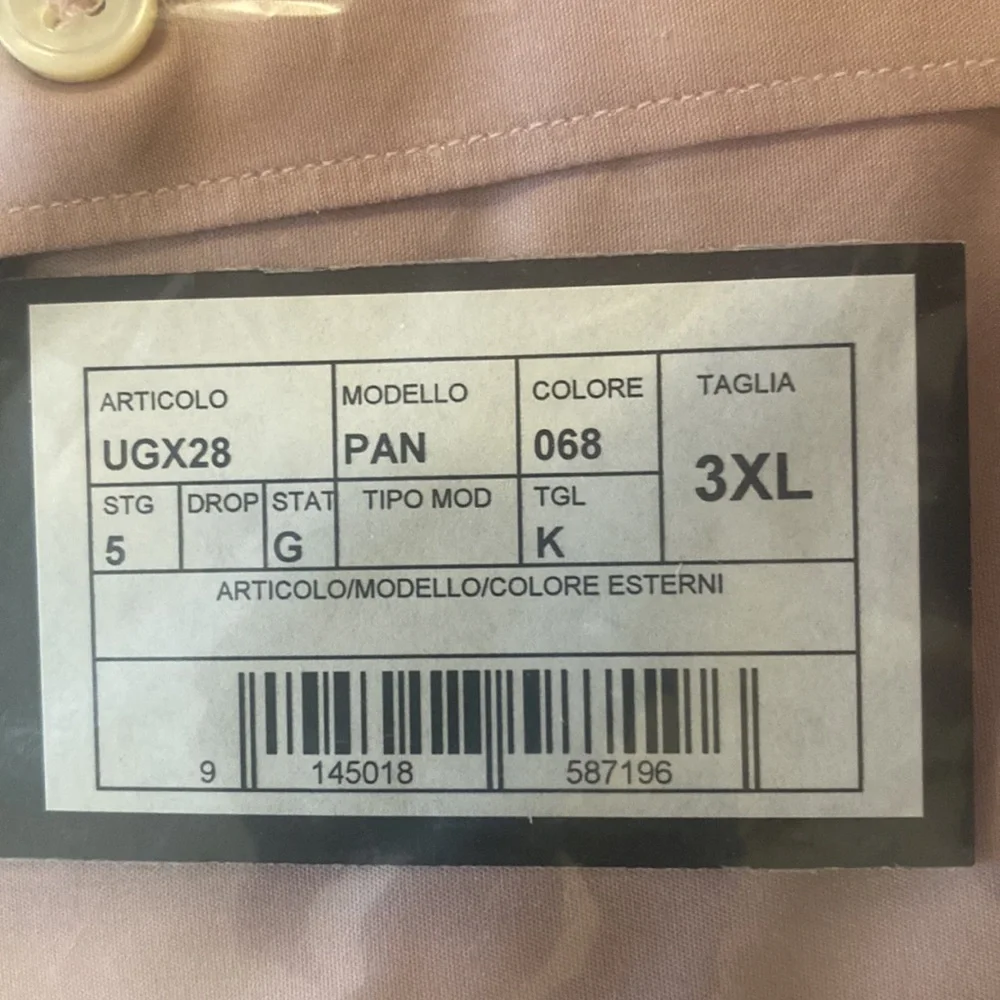 ARTICOLO MODELLO COLORE TAGLIA
UGX28 PAN 068 3XL
STG DROP STAT TIPO MOD TGL
5 G K
ARTICOLO/MODELLO/COLORE ESTERNI
9 145018 587196